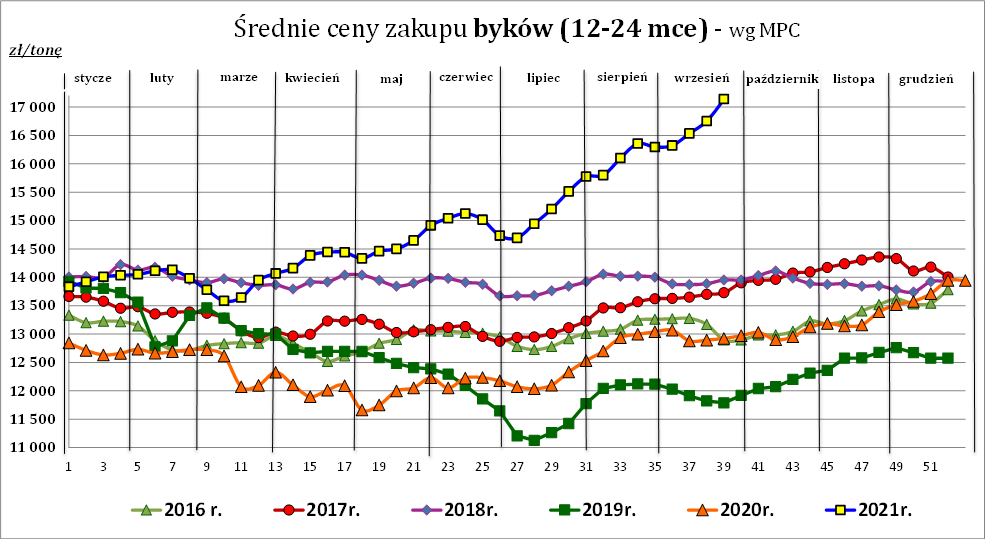 Średnie ceny zakupu byków (12-24 mce) - wg MPC
zł/tonę
stycze luty marze kwiecień maj czerwiec lipiec sierpień wrzesień październik listopa grudzień
17 000
16 500
16 000
15 500
15 000
14 500
14 000
13 500
13 000
12 500
12 000
11 500
11 000
1 3 5 7 9 11 13 15 17 19 21 23 25 27 29 31 33 35 37 39 41 43 45 47 49 51
2016 r. 2017r. 2018r. 2019r. 2020r. 2021r.